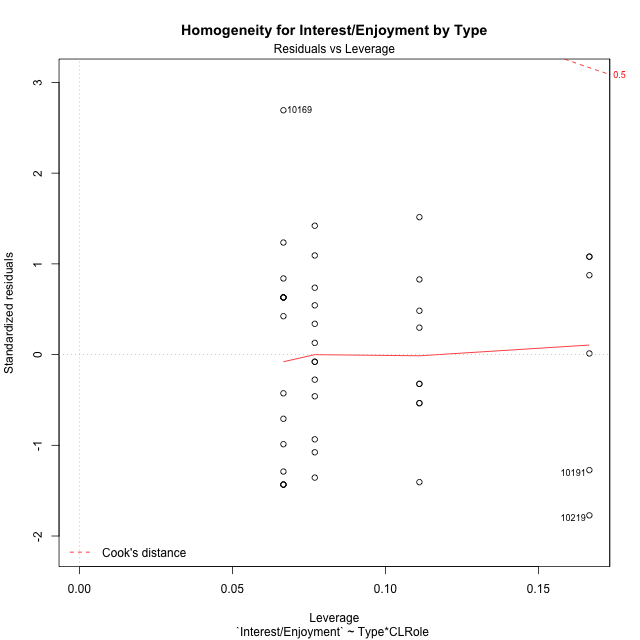 Homogeneity for Interest/Enjoyment by Type
Residuals vs Leverage
3
2
1
0
-1
-2
Standardized residuals
0.5
10169
10191
10219
Cook's distance
0.00
0.05
0.10
0.15
Leverage
`Interest/Enjoyment` ~ Type*CLRole